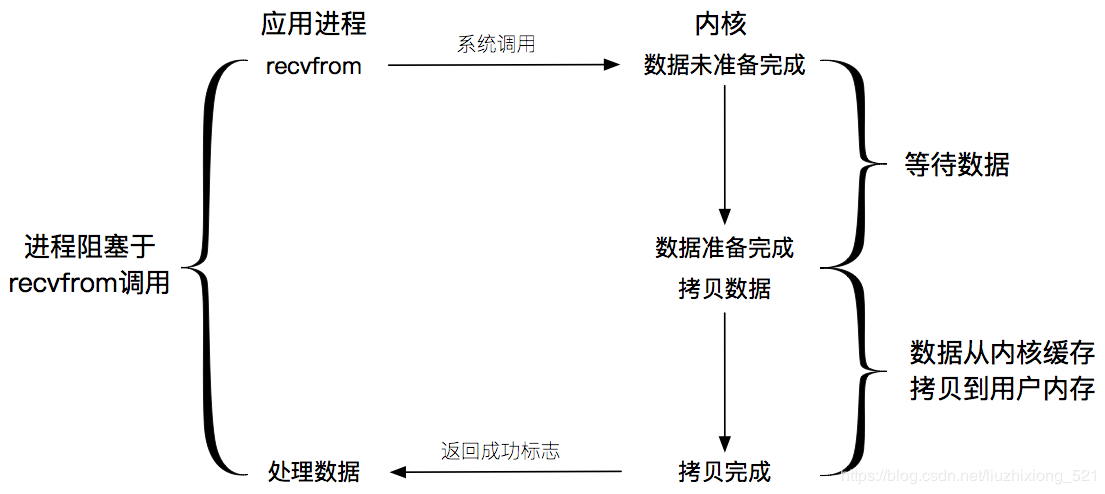 应用进程
内核
系统调用
recvfrom
数据未准备完成
等待数据
进程阻塞于
recvfrom调用
数据准备完成
拷贝数据
数据从内核缓存
拷贝到用户内存
返回成功标志
处理数据
拷贝完成
https://blog.csdn.net/liuzhixiong_521